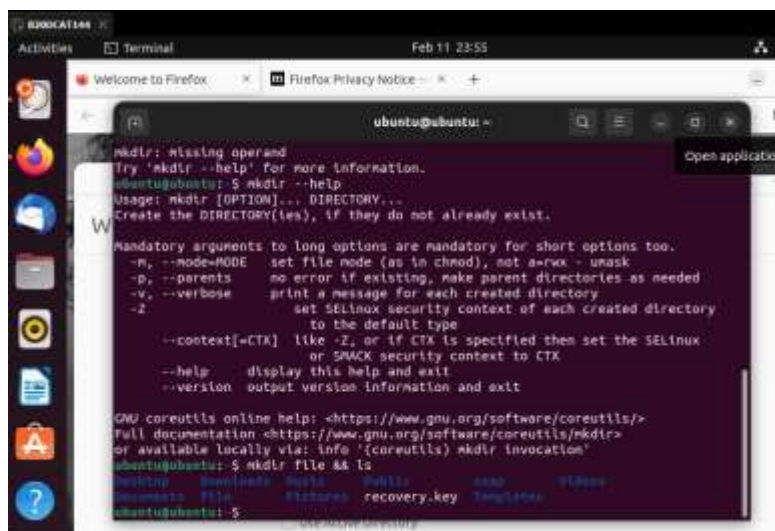 8200CAT144
Activities Terminal Feb 11 23:55
Welcome to Firefox Firefox Privacy Notice
ubuntu@ubuntu: ~
Open applicatio
mkdir: missing operand
Try 'mkdir --help' for more information.
ubuntu@ubuntu:~$ mkdir --help
Usage: mkdir [OPTION]... DIRECTORY...
Create the DIRECTORY(ies), if they do not already exist.
Mandatory arguments to long options are mandatory for short options too.
-m, --mode=MODE set file mode (as in chmod), not a=rwx - umask
-p, --parents no error if existing, make parent directories as needed
-v, --verbose print a message for each created directory
-Z set SELinux security context of each created directory
to the default type
--context[=CTX] like -Z, or if CTX is specified then set the SELinux
or SMACK security context to CTX
--help display this help and exit
--version output version information and exit
GNU coreutils online help: <https://www.gnu.org/software/coreutils/>
Full documentation <https://www.gnu.org/software/coreutils/mkdir>
or available locally via: info '(coreutils) mkdir invocation'
ubuntu@ubuntu:~$ mkdir file && ls
Desktop Downloads Music Public snap Videos
Documents file Pictures recovery.key Templates
ubuntu@ubuntu:~$
Use Active Directory